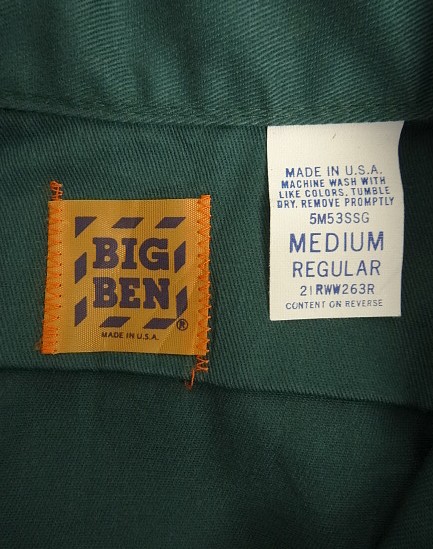 BIG
BEN
®
MADE IN U.S.A.
MADE IN U.S.A.
MACHINE WASH WITH
LIKE COLORS. TUMBLE
DRY. REMOVE PROMPTLY
5M53SSG
MEDIUM
REGULAR
21RWW263R
CONTENT ON REVERSE